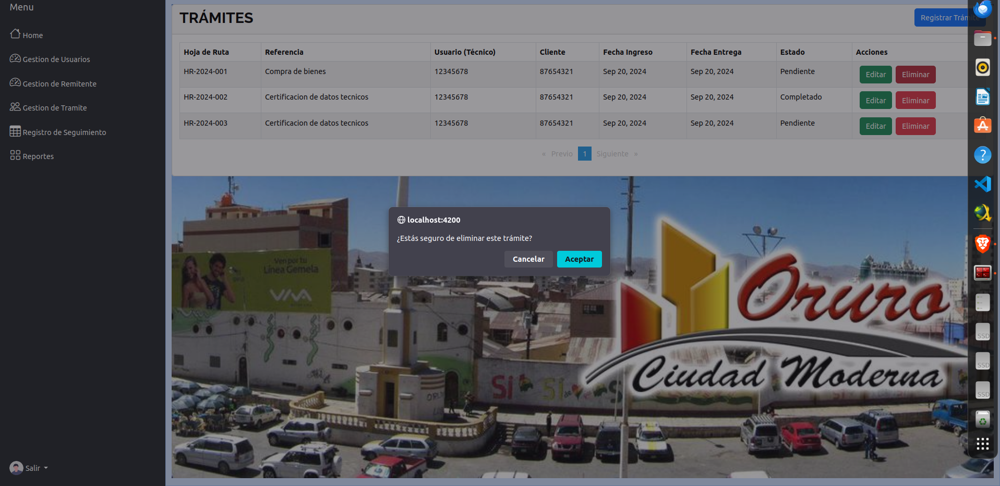 Menu
Home
Gestion de Usuarios
Gestion de Remitente
Gestion de Tramite
Registro de Seguimiento
Reportes
Salir
TRÁMITES
Registrar Trámite
Hoja de Ruta Referencia Usuario (Técnico) Cliente Fecha Ingreso Fecha Entrega Estado Acciones
HR-2024-001 Compra de bienes 12345678 87654321 Sep 20, 2024 Sep 20, 2024 Pendiente Editar Eliminar
HR-2024-002 Certificacion de datos tecnicos 12345678 87654321 Sep 20, 2024 Sep 20, 2024 Completado Editar Eliminar
HR-2024-003 Certificacion de datos tecnicos 12345678 87654321 Sep 20, 2024 Sep 20, 2024 Pendiente Editar Eliminar
« Previo 1 Siguiente »
localhost:4200
¿Estás seguro de eliminar este trámite?
Cancelar Aceptar
Ven por tu
Línea Gemela
VIVA
Oruro
Ciudad Moderna
Si Si
SSD
SSD
SSD